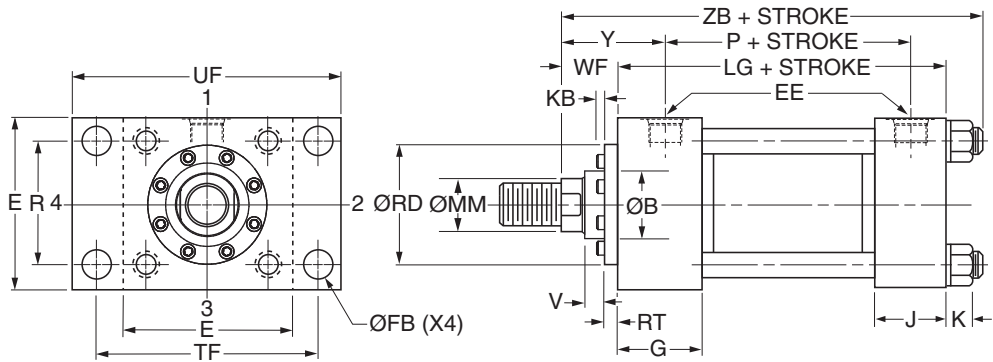 UF
1
E
R
4
2
3
E
TF
ØFB (X4)
ZB + STROKE
Y
P + STROKE
WF
LG + STROKE
KB
EE
ØRD
ØMM
ØB
V
RT
G
J
K